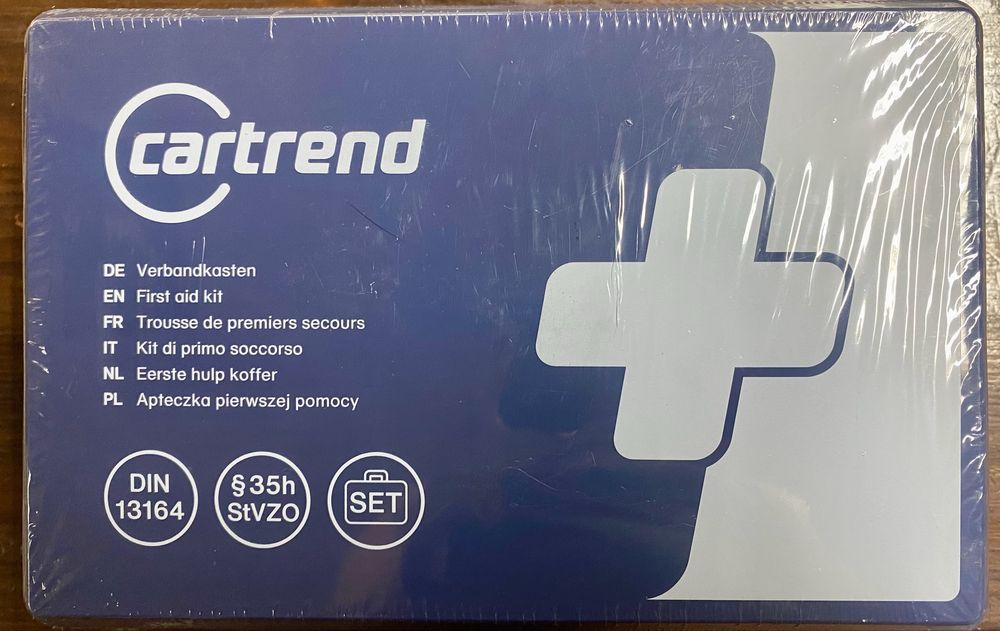 cartrend
DE Verbandkasten
EN First aid kit
FR Trousse de premiers secours
IT Kit di primo soccorso
NL Eerste hulp koffer
PL Apteczka pierwszej pomocy
DIN
13164
§35h
StVZO
SET